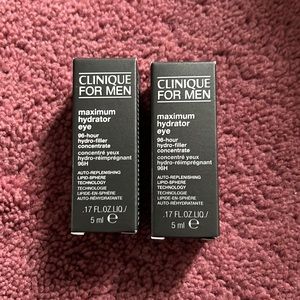 CLINIQUE
FOR MEN
maximum
hydrator
eye
96-hour
hydro-filler
concentrate
concentré yeux
hydro-réimprégnant
96H
AUTO-REPLENISHING
LIPID-SPHERE
TECHNOLOGY
TECHNOLOGIE
LIPIDE-EN-SPHÈRE
AUTO-RÉHYDRATANTE
.17 FL.OZ.LIQ./
5 ml ℮
CLINIQUE
FOR MEN
maximum
hydrator
eye
96-hour
hydro-filler
concentrate
concentré yeux
hydro-réimprégnant
96H
AUTO-REPLENISHING
LIPID-SPHERE
TECHNOLOGY
TECHNOLOGIE
LIPIDE-EN-SPHÈRE
AUTO-RÉHYDRATANTE
.17 FL.OZ.LIQ./
5 ml ℮